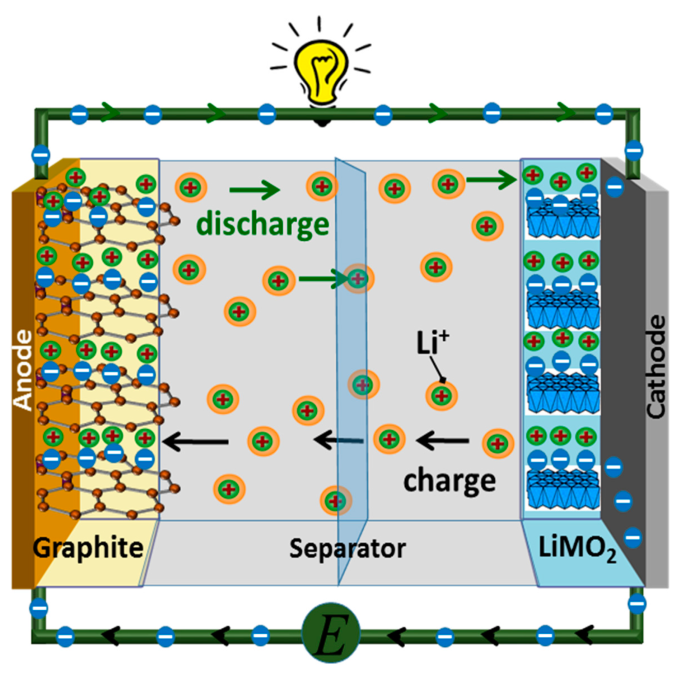 discharge
Li⁺
Anode
Cathode
charge
Graphite
Separator
LiMO₂
E